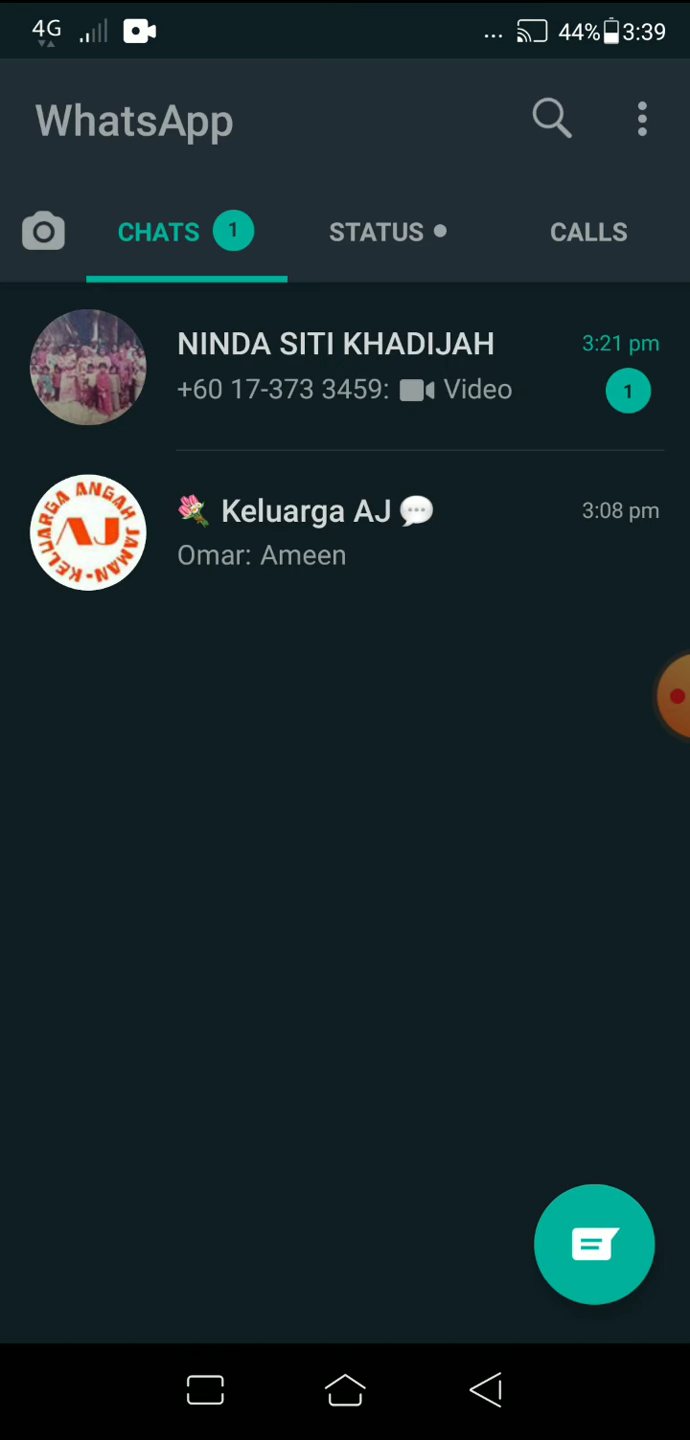 4G ... 44% 3:39
WhatsApp
CHATS 1 STATUS CALLS
NINDA SITI KHADIJAH 3:21 pm
+60 17-373 3459: Video 1
KELUARGA ANGAH JAMAN
AJ
💐 Keluarga AJ 💬 3:08 pm
Omar: Ameen